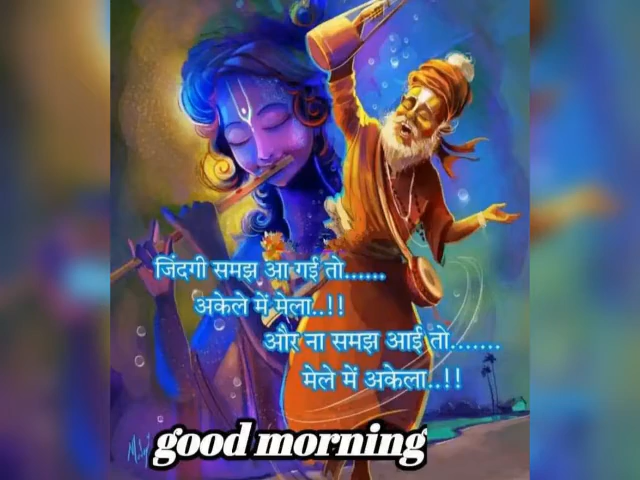 जिंदगी समझ आ गई तो......
अकेले में मेला..!!
और ना समझ आई तो.......
मेले में अकेला..!!
good morning